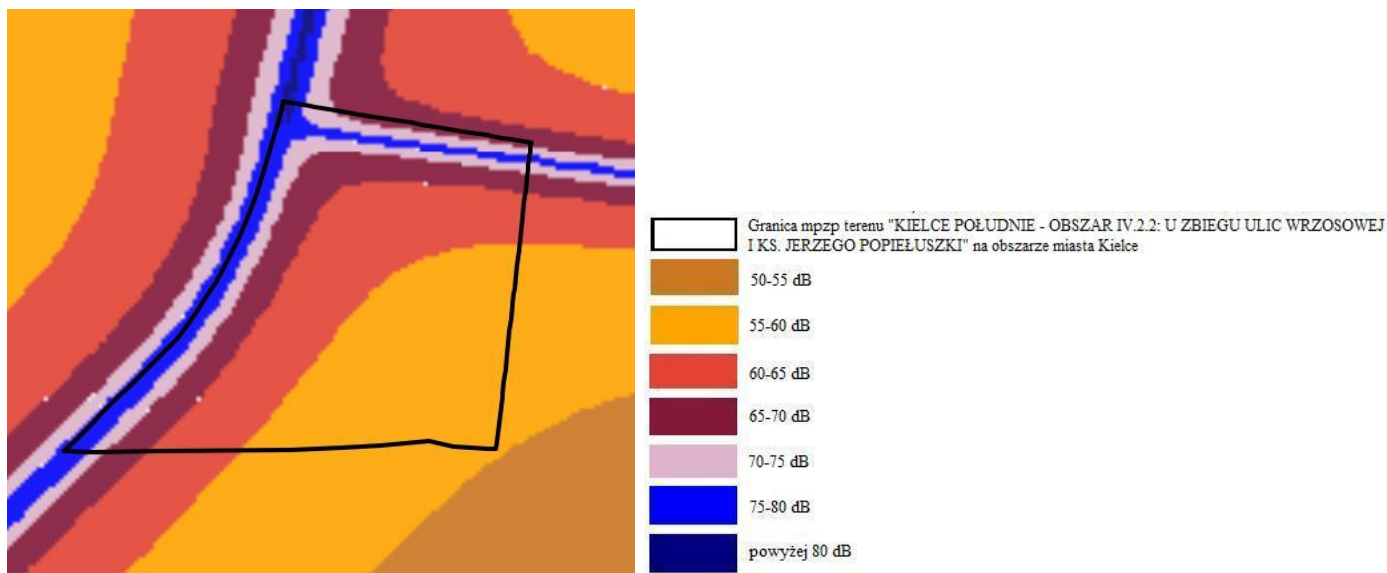 Granica mpzp terenu "KIELCE POŁUDNIE - OBSZAR IV.2.2: U ZBIEGU ULIC WRZOSOWEJ
I KS. JERZEGO POPIEŁUSZKI" na obszarze miasta Kielce
50-55 dB
55-60 dB
60-65 dB
65-70 dB
70-75 dB
75-80 dB
powyżej 80 dB